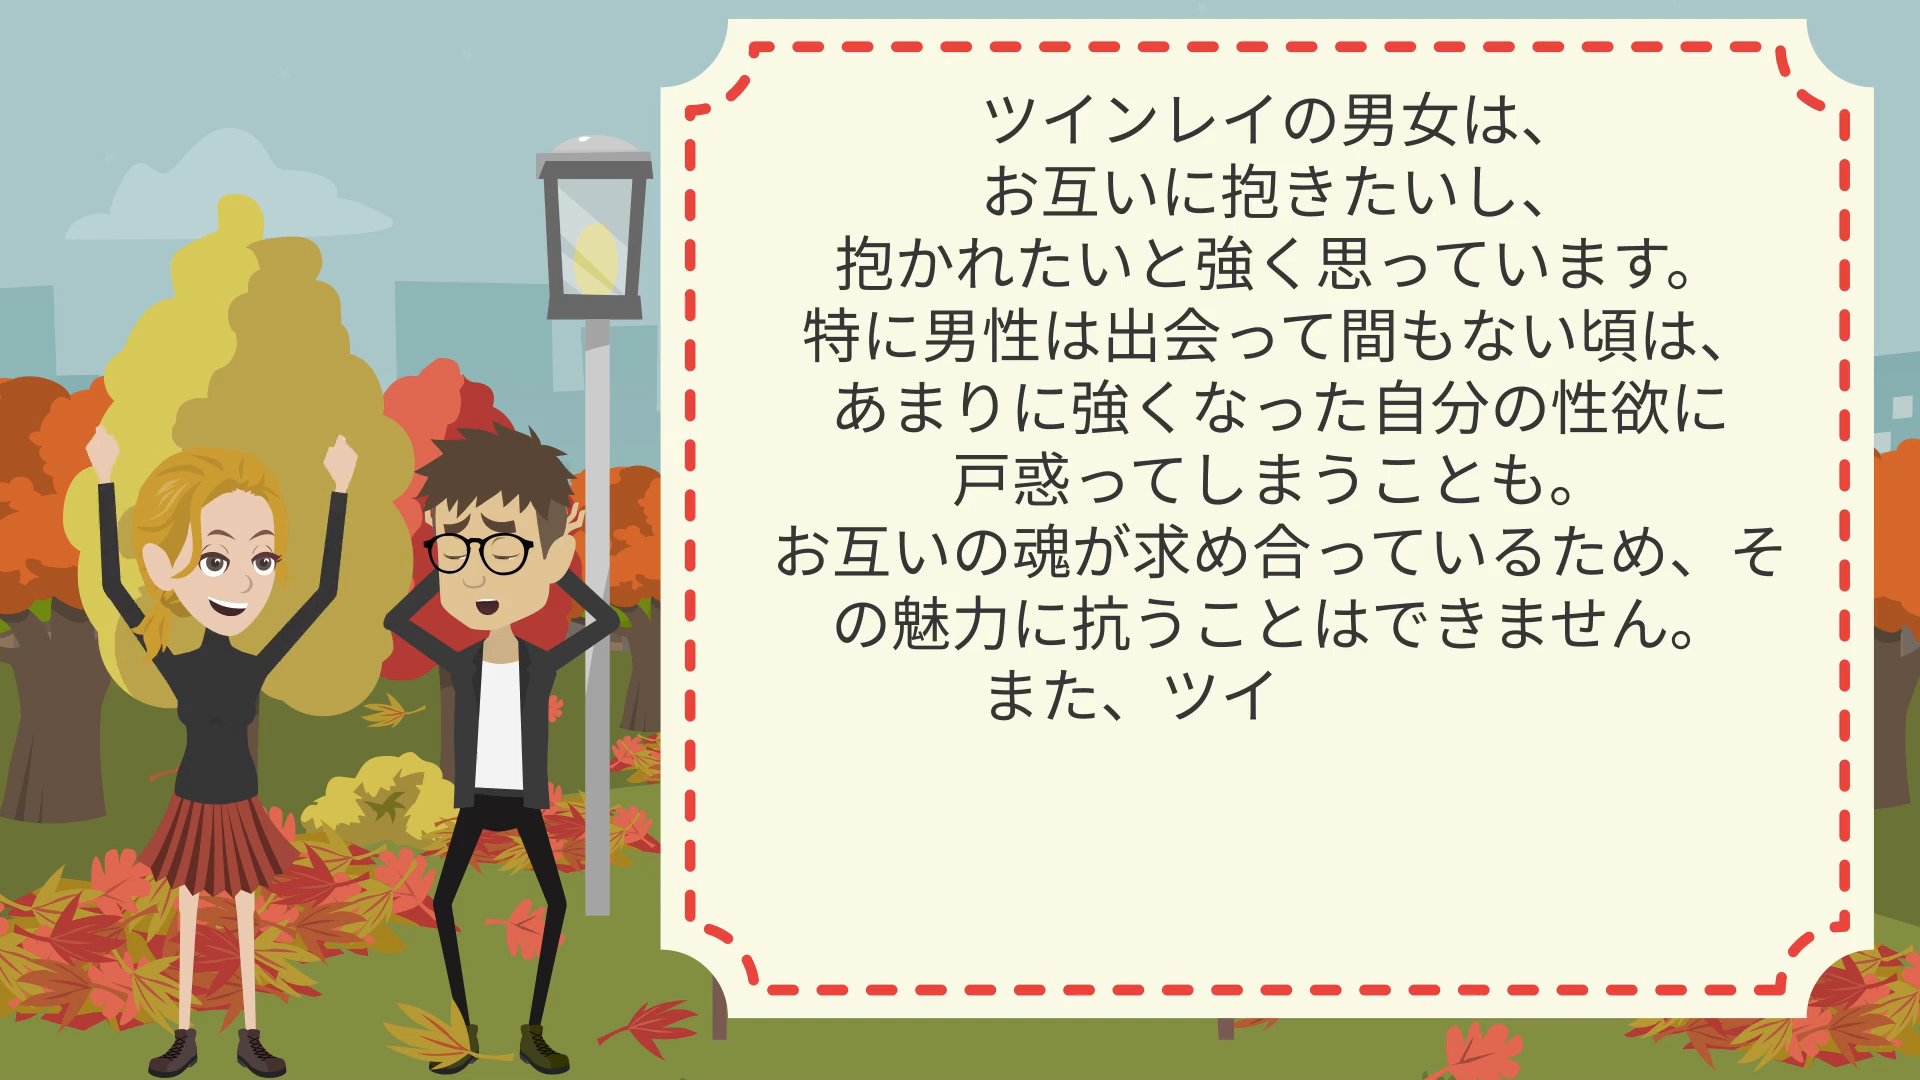 ツインレイの男女は、
お互いに抱きたいし、
抱かれたいと強く思っています。
特に男性は出会って間もない頃は、
あまりに強くなった自分の性欲に
戸惑ってしまうことも。
お互いの魂が求め合っているため、そ
の魅力に抗うことはできません。
また、ツイ